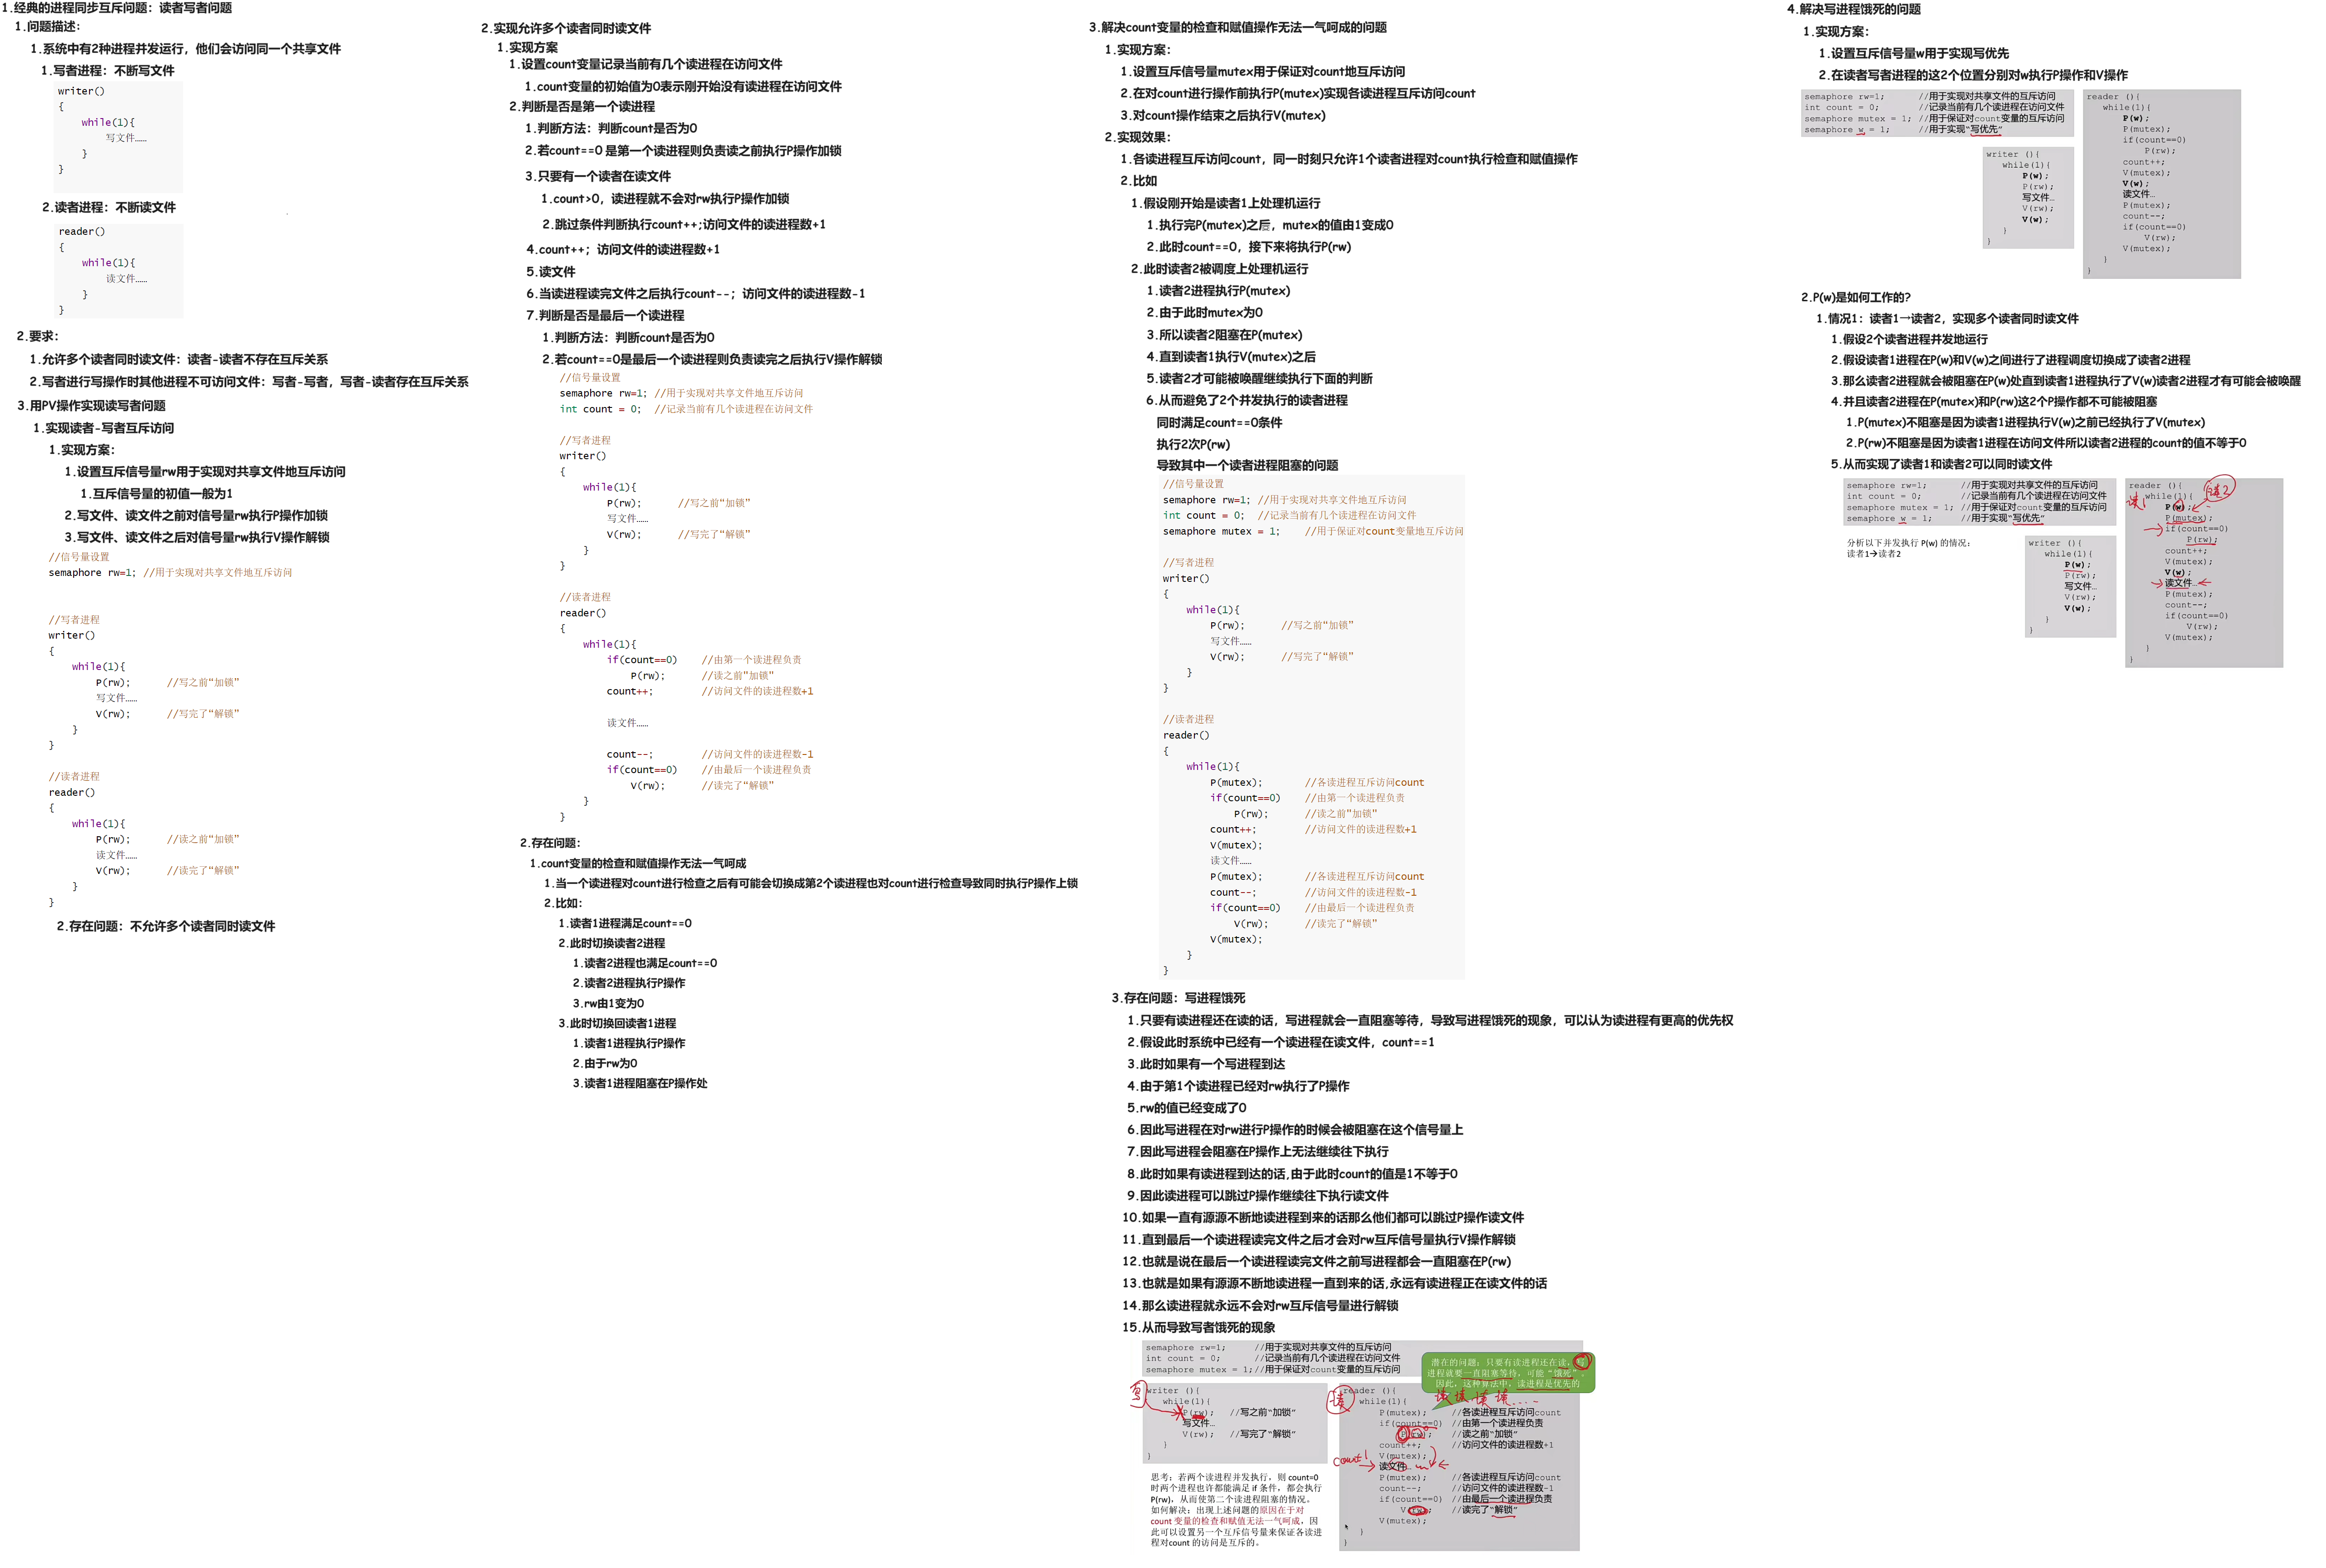 1.经典的进程同步互斥问题：读者写者问题
1.问题描述：
1.系统中有2种进程并发运行，他们会访问同一个共享文件
1.写者进程：不断写文件
writer()
{
while(1){
写文件……
}
}
2.读者进程：不断读文件
reader()
{
while(1){
读文件……
}
}
2.要求：
1.允许多个读者同时读文件：读者-读者不存在互斥关系
2.写者进行写操作时其他进程不可访问文件：写者-写者，写者-读者存在互斥关系
3.用PV操作实现读写者问题
1.实现读者-写者互斥访问
1.实现方案：
1.设置互斥信号量rw用于实现对共享文件地互斥访问
1.互斥信号量的初值一般为1
2.写文件、读文件之前对信号量rw执行P操作加锁
3.写文件、读文件之后对信号量rw执行V操作解锁
//信号量设置
semaphore rw=1; //用于实现对共享文件地互斥访问
//写者进程
writer()
{
while(1){
P(rw); //写之前“加锁”
写文件……
V(rw); //写完了“解锁”
}
}
//读者进程
reader()
{
while(1){
P(rw); //读之前“加锁”
读文件……
V(rw); //读完了“解锁”
}
}
2.存在问题：不允许多个读者同时读文件
2.实现允许多个读者同时读文件
1.实现方案
1.设置count变量记录当前有几个读进程在访问文件
1.count变量的初始值为0表示刚开始没有读进程在访问文件
2.判断是否是第一个读进程
1.判断方法：判断count是否为0
2.若count==0 是第一个读进程则负责读之前执行P操作加锁
3.只要有一个读者在读文件
1.count>0，读进程就不会对rw执行P操作加锁
2.跳过条件判断执行count++;访问文件的读进程数+1
4.count++；访问文件的读进程数+1
5.读文件
6.当读进程读完文件之后执行count--；访问文件的读进程数-1
7.判断是否是最后一个读进程
1.判断方法：判断count是否为0
2.若count==0是最后一个读进程则负责读完之后执行V操作解锁
//信号量设置
semaphore rw=1; //用于实现对共享文件地互斥访问
int count = 0; //记录当前有几个读进程在访问文件
//写者进程
writer()
{
while(1){
P(rw); //写之前“加锁”
写文件……
V(rw); //写完了“解锁”
}
}
//读者进程
reader()
{
while(1){
if(count==0) //由第一个读进程负责
P(rw); //读之前“加锁”
count++; //访问文件的读进程数+1
读文件……
count--; //访问文件的读进程数-1
if(count==0) //由最后一个读进程负责
V(rw); //读完了“解锁”
}
}
2.存在问题：
1.count变量的检查和赋值操作无法一气呵成
1.当一个读进程对count进行检查之后有可能会切换成第2个读进程也对count进行检查导致同时执行P操作上锁
2.比如：
1.读者1进程满足count==0
2.此时切换读者2进程
1.读者2进程也满足count==0
2.读者2进程执行P操作
3.rw由1变为0
3.此时切换回读者1进程
1.读者1进程执行P操作
2.由于rw为0
3.读者1进程阻塞在P操作处
3.解决count变量的检查和赋值操作无法一气呵成的问题
1.实现方案：
1.设置互斥信号量mutex用于保证对count地互斥访问
2.在对count进行操作前执行P(mutex)实现各读进程互斥访问count
3.对count操作结束之后执行V(mutex)
2.实现效果：
1.各读进程互斥访问count，同一时刻只允许1个读者进程对count执行检查和赋值操作
2.比如
1.假设刚开始是读者1上处理机运行
1.执行完P(mutex)之后，mutex的值由1变成0
2.此时count==0，接下来将执行P(rw)
2.此时读者2被调度上处理机运行
1.读者2进程执行P(mutex)
2.由于此时mutex为0
3.所以读者2阻塞在P(mutex)
4.直到读者1执行V(mutex)之后
5.读者2才可能被唤醒继续执行下面的判断
6.从而避免了2个并发执行的读者进程
同时满足count==0条件
执行2次P(rw)
导致其中一个读者进程阻塞的问题
//信号量设置
semaphore rw=1; //用于实现对共享文件地互斥访问
int count = 0; //记录当前有几个读进程在访问文件
semaphore mutex = 1; //用于保证对count变量地互斥访问
//写者进程
writer()
{
while(1){
P(rw); //写之前“加锁”
写文件……
V(rw); //写完了“解锁”
}
}
//读者进程
reader()
{
while(1){
P(mutex); //各读进程互斥访问count
if(count==0) //由第一个读进程负责
P(rw); //读之前“加锁”
count++; //访问文件的读进程数+1
V(mutex);
读文件……
P(mutex); //各读进程互斥访问count
count--; //访问文件的读进程数-1
if(count==0) //由最后一个读进程负责
V(rw); //读完了“解锁”
V(mutex);
}
}
3.存在问题：写进程饿死
1.只要有读进程还在读的话，写进程就会一直阻塞等待，导致写进程饿死的现象，可以认为读进程有更高的优先权
2.假设此时系统中已经有一个读进程在读文件，count==1
3.此时如果有一个写进程到达
4.由于第1个读进程已经对rw执行了P操作
5.rw的值已经变成了0
6.因此写进程在对rw进行P操作的时候会被阻塞在这个信号量上
7.因此写进程会阻塞在P操作上无法继续往下执行
8.此时如果有读进程到达的话,由于此时count的值是1不等于0
9.因此读进程可以跳过P操作继续往下执行读文件
10.如果一直有源源不断地读进程到来的话那么他们都可以跳过P操作读文件
11.直到最后一个读进程读完文件之后才会对rw互斥信号量执行V操作解锁
12.也就是说在最后一个读进程读完文件之前写进程都会一直阻塞在P(rw)
13.也就是如果有源源不断地读进程一直到来的话,永远有读进程正在读文件的话
14.那么读进程就永远不会对rw互斥信号量进行解锁
15.从而导致写者饿死的现象
semaphore rw=1; //用于实现对共享文件的互斥访问
int count = 0; //记录当前有几个读进程在访问文件
semaphore mutex = 1;//用于保证对count变量的互斥访问
潜在的问题：只要有读进程还在读，写
进程就要一直阻塞等待，可能“饿死”。
因此，这种算法中，读进程是优先的
写
writer (){
while(1){
P(rw); //写之前“加锁”
写文件…
V(rw); //写完了“解锁”
}
}
读
读 读 读 读 ......
reader (){
while(1){
P(mutex); //各读进程互斥访问count
if(count==0) //由第一个读进程负责
P(rw); //读之前“加锁”
count++; //访问文件的读进程数+1
V(mutex);
count 1
读文件…
P(mutex); //各读进程互斥访问count
count--; //访问文件的读进程数-1
if(count==0) //由最后一个读进程负责
V(rw); //读完了“解锁”
V(mutex);
}
}
思考：若两个读进程并发执行，则 count=0
时两个进程也许都能满足 if 条件，都会执行
P(rw)，从而使第二个读进程阻塞的情况。
如何解决：出现上述问题的原因在于对
count 变量的检查和赋值无法一气呵成，因
此可以设置另一个互斥信号量来保证各读进
程对count 的访问是互斥的。
4.解决写进程饿死的问题
1.实现方案：
1.设置互斥信号量w用于实现写优先
2.在读者写者进程的这2个位置分别对w执行P操作和V操作
semaphore rw=1; //用于实现对共享文件的互斥访问
int count = 0; //记录当前有几个读进程在访问文件
semaphore mutex = 1; //用于保证对count变量的互斥访问
semaphore w = 1; //用于实现“写优先”
writer (){
while(1){
P(w);
P(rw);
写文件…
V(rw);
V(w);
}
}
reader (){
while(1){
P(w);
P(mutex);
if(count==0)
P(rw);
count++;
V(mutex);
V(w);
读文件…
P(mutex);
count--;
if(count==0)
V(rw);
V(mutex);
}
}
2.P(w)是如何工作的?
1.情况1：读者1→读者2，实现多个读者同时读文件
1.假设2个读者进程并发地运行
2.假设读者1进程在P(w)和V(w)之间进行了进程调度切换成了读者2进程
3.那么读者2进程就会被阻塞在P(w)处直到读者1进程执行了V(w)读者2进程才有可能会被唤醒
4.并且读者2进程在P(mutex)和P(rw)这2个P操作都不可能被阻塞
1.P(mutex)不阻塞是因为读者1进程执行V(w)之前已经执行了V(mutex)
2.P(rw)不阻塞是因为读者1进程在访问文件所以读者2进程的count的值不等于0
5.从而实现了读者1和读者2可以同时读文件
semaphore rw=1; //用于实现对共享文件的互斥访问
int count = 0; //记录当前有几个读进程在访问文件
semaphore mutex = 1; //用于保证对count变量的互斥访问
semaphore w = 1; //用于实现“写优先”
分析以下并发执行 P(w) 的情况：
读者1→读者2
writer (){
while(1){
P(w);
P(rw);
写文件…
V(rw);
V(w);
}
}
读1
读2
reader (){
while(1){
P(w);
P(mutex);
if(count==0)
P(rw);
count++;
V(mutex);
V(w);
读文件…
P(mutex);
count--;
if(count==0)
V(rw);
V(mutex);
}
}